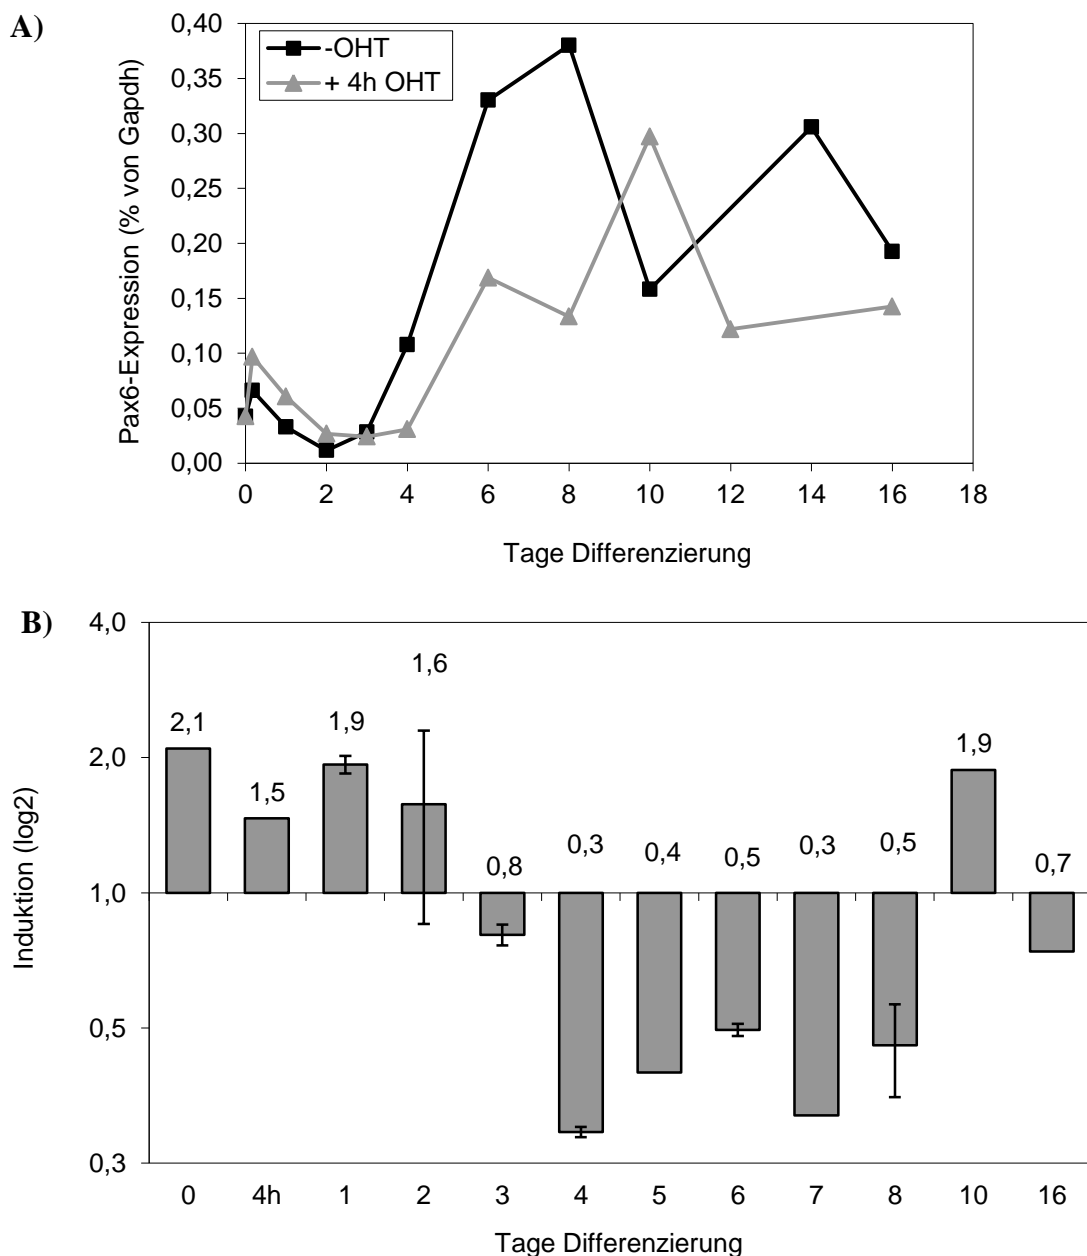 A)
0,40
0,35
0,30
0,25
0,20
0,15
0,10
0,05
0,00
Pax6-Expression (% von Gapdh)
-OHT
+ 4h OHT
0 2 4 6 8 10 12 14 16 18
Tage Differenzierung
B)
4,0
2,0
1,0
0,5
0,3
Induktion (log2)
2,1 1,5 1,9 1,6 0,8 0,3 0,4 0,5 0,3 0,5 1,9 0,7
0 4h 1 2 3 4 5 6 7 8 10 16
Tage Differenzierung